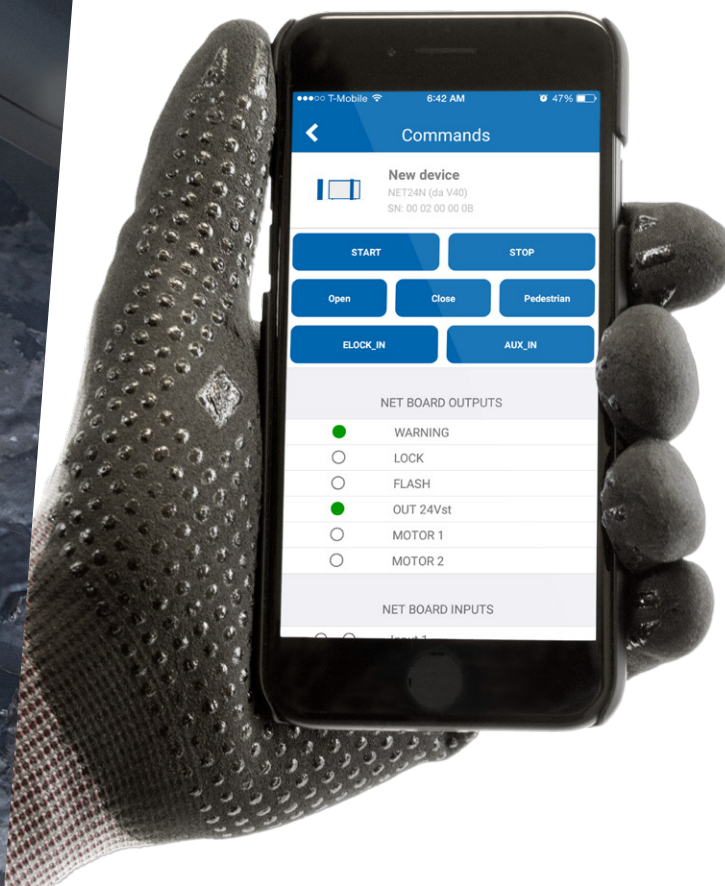 T-Mobile 6:42 AM 47%
Commands
New device
NET24N (da V40)
SN: 00 02 00 00 0B
START STOP
Open Close Pedestrian
ELOCK_IN AUX_IN
NET BOARD OUTPUTS
WARNING
LOCK
FLASH
OUT 24Vst
MOTOR 1
MOTOR 2
NET BOARD INPUTS